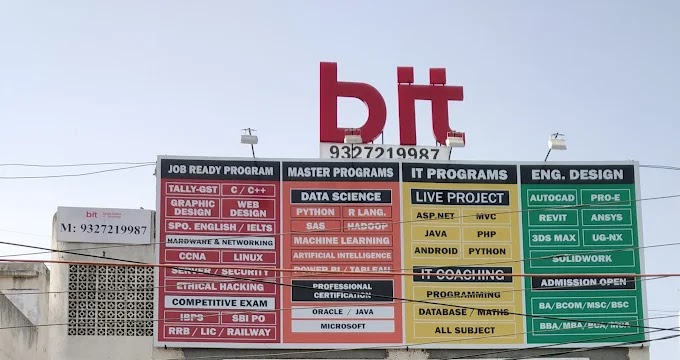 bit
9327219987
bit
M: 9327219987
JOB READY PROGRAM
TALLY-GST C / C++
GRAPHIC DESIGN WEB DESIGN
SPO. ENGLISH / IELTS
HARDWARE & NETWORKING
CCNA LINUX
SERVER / SECURITY
ETHICAL HACKING
COMPETITIVE EXAM
IBPS SBI PO
RRB / LIC / RAILWAY
MASTER PROGRAMS
DATA SCIENCE
PYTHON R LANG.
SAS HADOOP
MACHINE LEARNING
ARTIFICIAL INTELLIGENCE
POWER BI / TABLEAU
PROFESSIONAL
CERTIFICATION
ORACLE / JAVA
MICROSOFT
IT PROGRAMS
LIVE PROJECT
ASP.NET MVC
JAVA PHP
ANDROID PYTHON
IT COACHING
PROGRAMMING
DATABASE / MATHS
ALL SUBJECT
ENG. DESIGN
AUTOCAD PRO-E
REVIT ANSYS
3DS MAX UG-NX
SOLIDWORK
ADMISSION OPEN
BA/BCOM/MSC/BSC
BBA/MBA/BCA/MCA